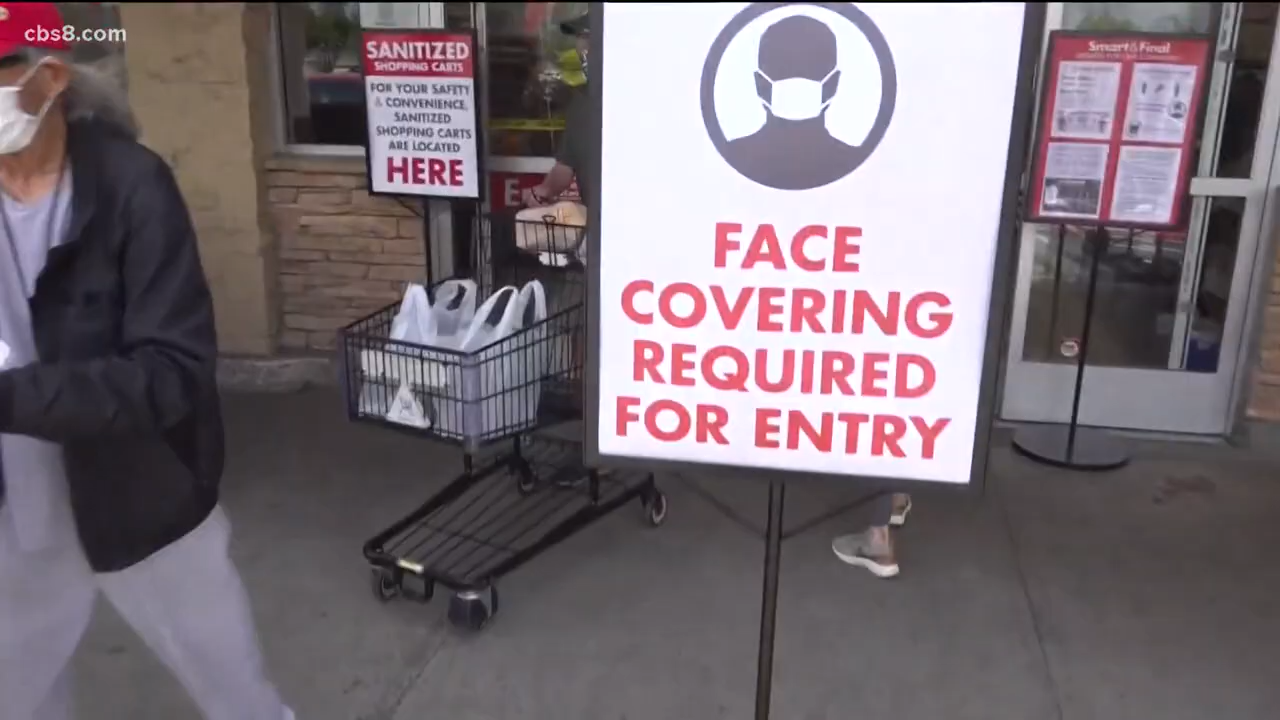 cbs8.com
SANITIZED
SHOPPING CARTS
FOR YOUR SAFETY
& CONVENIENCE,
SANITIZED
SHOPPING CARTS
ARE LOCATED
HERE
FACE
COVERING
REQUIRED
FOR ENTRY
Smart&Final